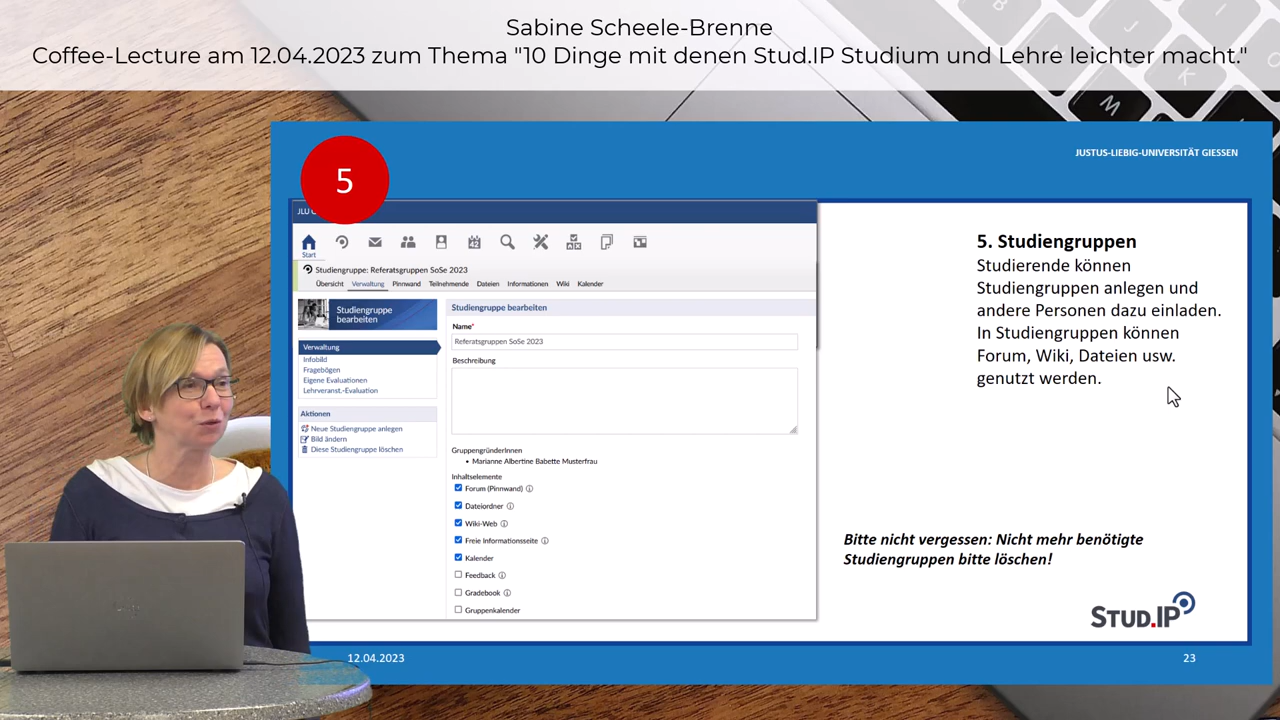 Sabine Scheele-Brenne
Coffee-Lecture am 12.04.2023 zum Thema "10 Dinge mit denen Stud.IP Studium und Lehre leichter macht."
JUSTUS-LIEBIG-UNIVERSITÄT GIESSEN
5
JLU
Start
Studiengruppe: Referatsgruppen SoSe 2023
Übersicht Verwaltung Pinnwand Teilnehmende Dateien Informationen Wiki Kalender
Studiengruppe
bearbeiten
Verwaltung
Infobild
Fragebögen
Eigene Evaluationen
Lehrveranst.-Evaluation
Aktionen
Neue Studiengruppe anlegen
Bild ändern
Diese Studiengruppe löschen
Studiengruppe bearbeiten
Name*
Referatsgruppen SoSe 2023
Beschreibung
GruppengründerInnen
• Marianne Albertine Babette Musterfrau
Inhaltselemente
Forum (Pinnwand)
Dateiordner
Wiki-Web
Freie Informationsseite
Kalender
Feedback
Gradebook
Gruppenkalender
5. Studiengruppen
Studierende können
Studiengruppen anlegen und
andere Personen dazu einladen.
In Studiengruppen können
Forum, Wiki, Dateien usw.
genutzt werden.
Bitte nicht vergessen: Nicht mehr benötigte
Studiengruppen bitte löschen!
STUD.IP
12.04.2023
23